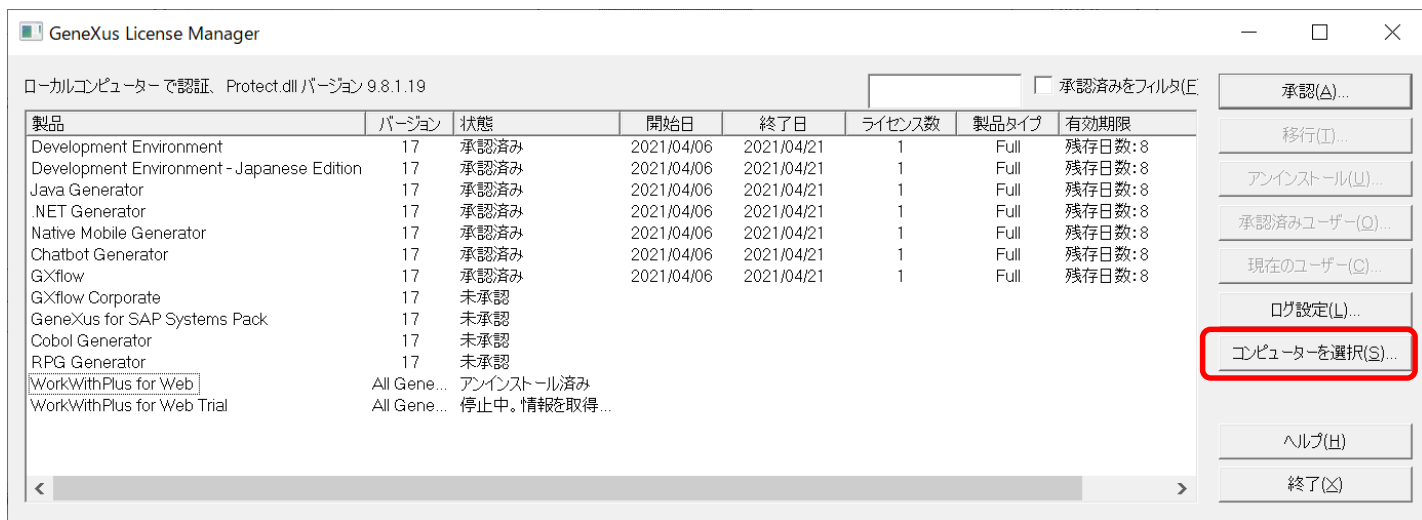 GeneXus License Manager
ローカルコンピューター で認証、 Protect.dll バージョン 9.8.1.19
承認済みをフィルタ(F)
製品 バージョン 状態 開始日 終了日 ライセンス数 製品タイプ 有効期限
Development Environment 17 承認済み 2021/04/06 2021/04/21 1 Full 残存日数:8
Development Environment - Japanese Edition 17 承認済み 2021/04/06 2021/04/21 1 Full 残存日数:8
Java Generator 17 承認済み 2021/04/06 2021/04/21 1 Full 残存日数:8
.NET Generator 17 承認済み 2021/04/06 2021/04/21 1 Full 残存日数:8
Native Mobile Generator 17 承認済み 2021/04/06 2021/04/21 1 Full 残存日数:8
Chatbot Generator 17 承認済み 2021/04/06 2021/04/21 1 Full 残存日数:8
GXflow 17 承認済み 2021/04/06 2021/04/21 1 Full 残存日数:8
GXflow Corporate 17 未承認
GeneXus for SAP Systems Pack 17 未承認
Cobol Generator 17 未承認
RPG Generator 17 未承認
WorkWithPlus for Web All Gene... アンインストール済み
WorkWithPlus for Web Trial All Gene... 停止中。情報を取得...
承認(A)...
移行(T)...
アンインストール(U)...
承認済みユーザー(O)...
現在のユーザー(C)...
ログ設定(L)...
コンピューターを選択(S)...
ヘルプ(H)
終了(X)